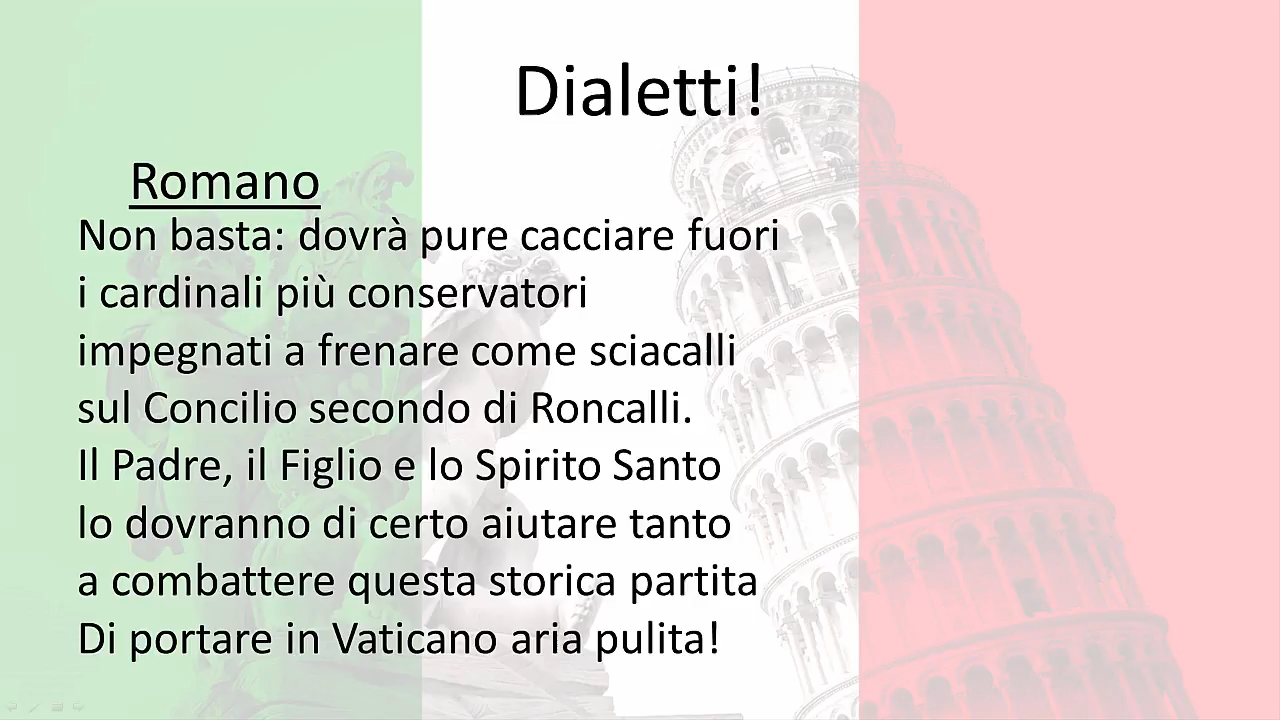 Dialetti!
Romano
Non basta: dovrà pure cacciare fuori
i cardinali più conservatori
impegnati a frenare come sciacalli
sul Concilio secondo di Roncalli.
Il Padre, il Figlio e lo Spirito Santo
lo dovranno di certo aiutare tanto
a combattere questa storica partita
Di portare in Vaticano aria pulita!